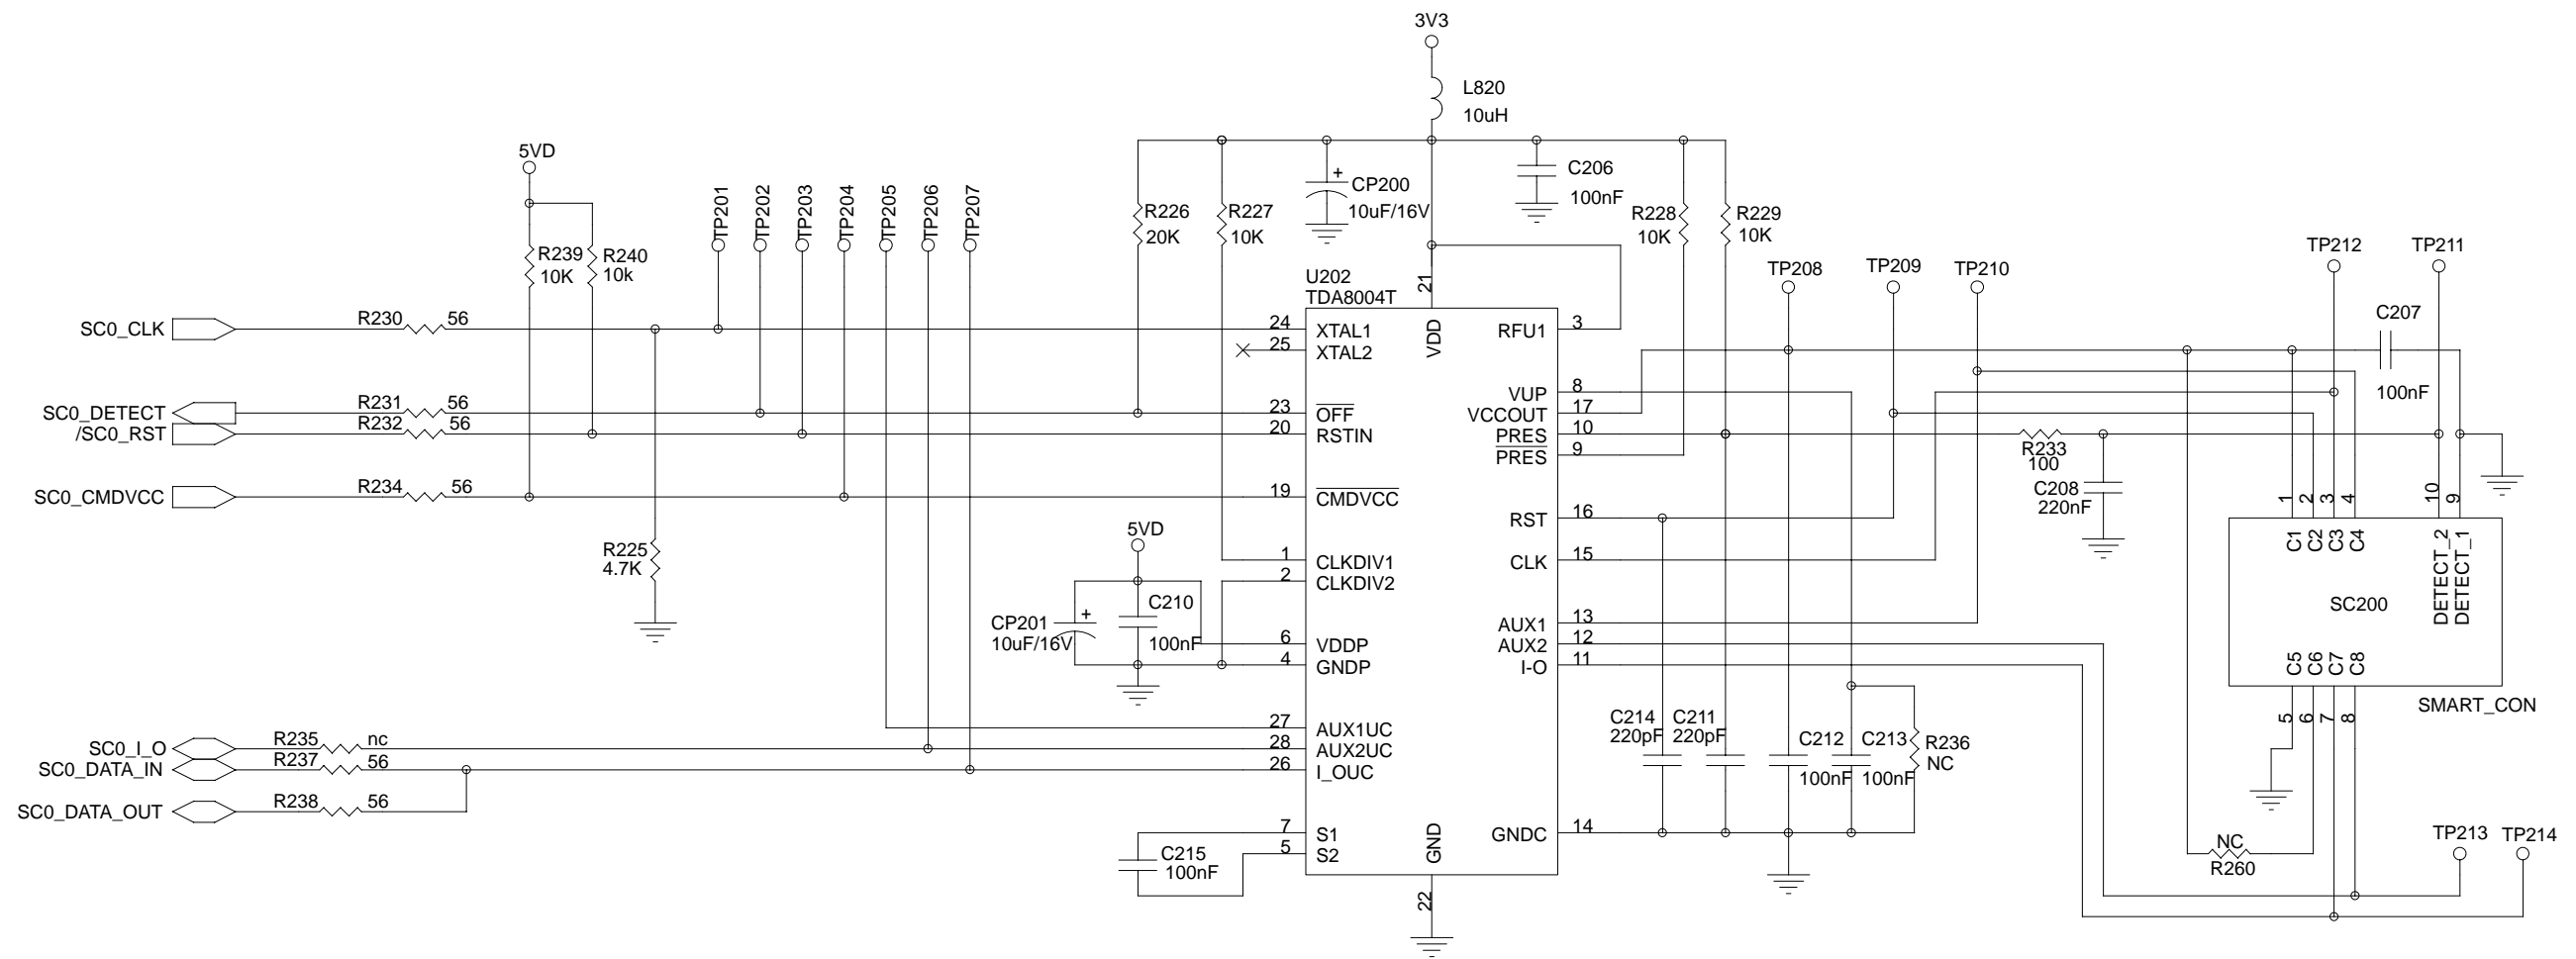 3V3
L820
10uH
5VD
TP201
TP202
TP203
TP204
TP205
TP206
TP207
R239
10K
R240
10k
R226
20K
R227
10K
CP200
10uF/16V
C206
100nF
R228
10K
R229
10K
TP208
TP209
TP210
TP212
TP211
C207
100nF
SC0_CLK
R230 56
SC0_DETECT
R231 56
/SC0_RST
R232 56
SC0_CMDVCC
R234 56
R225
4.7K
5VD
CP201
10uF/16V
C210
100nF
SC0_I_O
R235 nc
SC0_DATA_IN
R237 56
SC0_DATA_OUT
R238 56
C215
100nF
U202
TDA8004T
21
VDD
24 XTAL1
25 XTAL2
23 OFF
20 RSTIN
19 CMDVCC
1 CLKDIV1
2 CLKDIV2
6 VDDP
4 GNDP
27 AUX1UC
28 AUX2UC
26 I_OUC
7 S1
5 S2
GND
22
RFU1 3
VUP 8
VCCOUT 17
PRES 10
PRES 9
RST 16
CLK 15
AUX1 13
AUX2 12
I-O 11
GNDC 14
C214
220pF
C211
220pF
C212
100nF
C213
100nF
R236
NC
R233
100
C208
220nF
1 2 3 4 10 9
C1 C2 C3 C4 DETECT_2 DETECT_1
SC200
C5 C6 C7 C8
SMART_CON
5 6 7 8
NC
R260
TP213
TP214